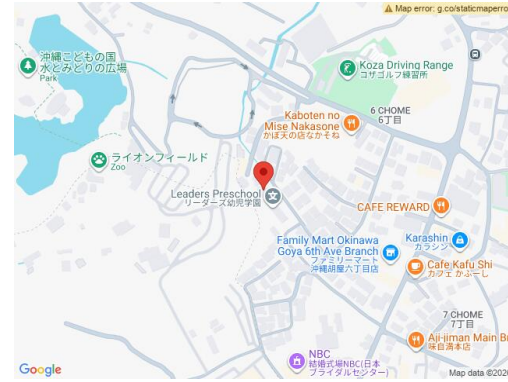 Map error: g.co/staticmaperro
沖縄こどもの国
水とみどりの広場
Park
Koza Driving Range
コザゴルフ練習所
Kaboten no
Mise Nakasone
かぼ天の店なかそね
6 CHOME
6丁目
ライオンフィールド
Zoo
Leaders Preschool
リーダーズ幼児学園
CAFE REWARD
Family Mart Okinawa
Goya 6th Ave Branch
ファミリーマート
沖縄胡屋六丁目店
Karashin
カラシン
Cafe Kafu Shi
カフェ かふーし
7 CHOME
7丁目
Aji-jiman Main Br
味自満本店
NBC
結婚式場NBC(日本
ブライダルセンター)
Google
Map data ©2026